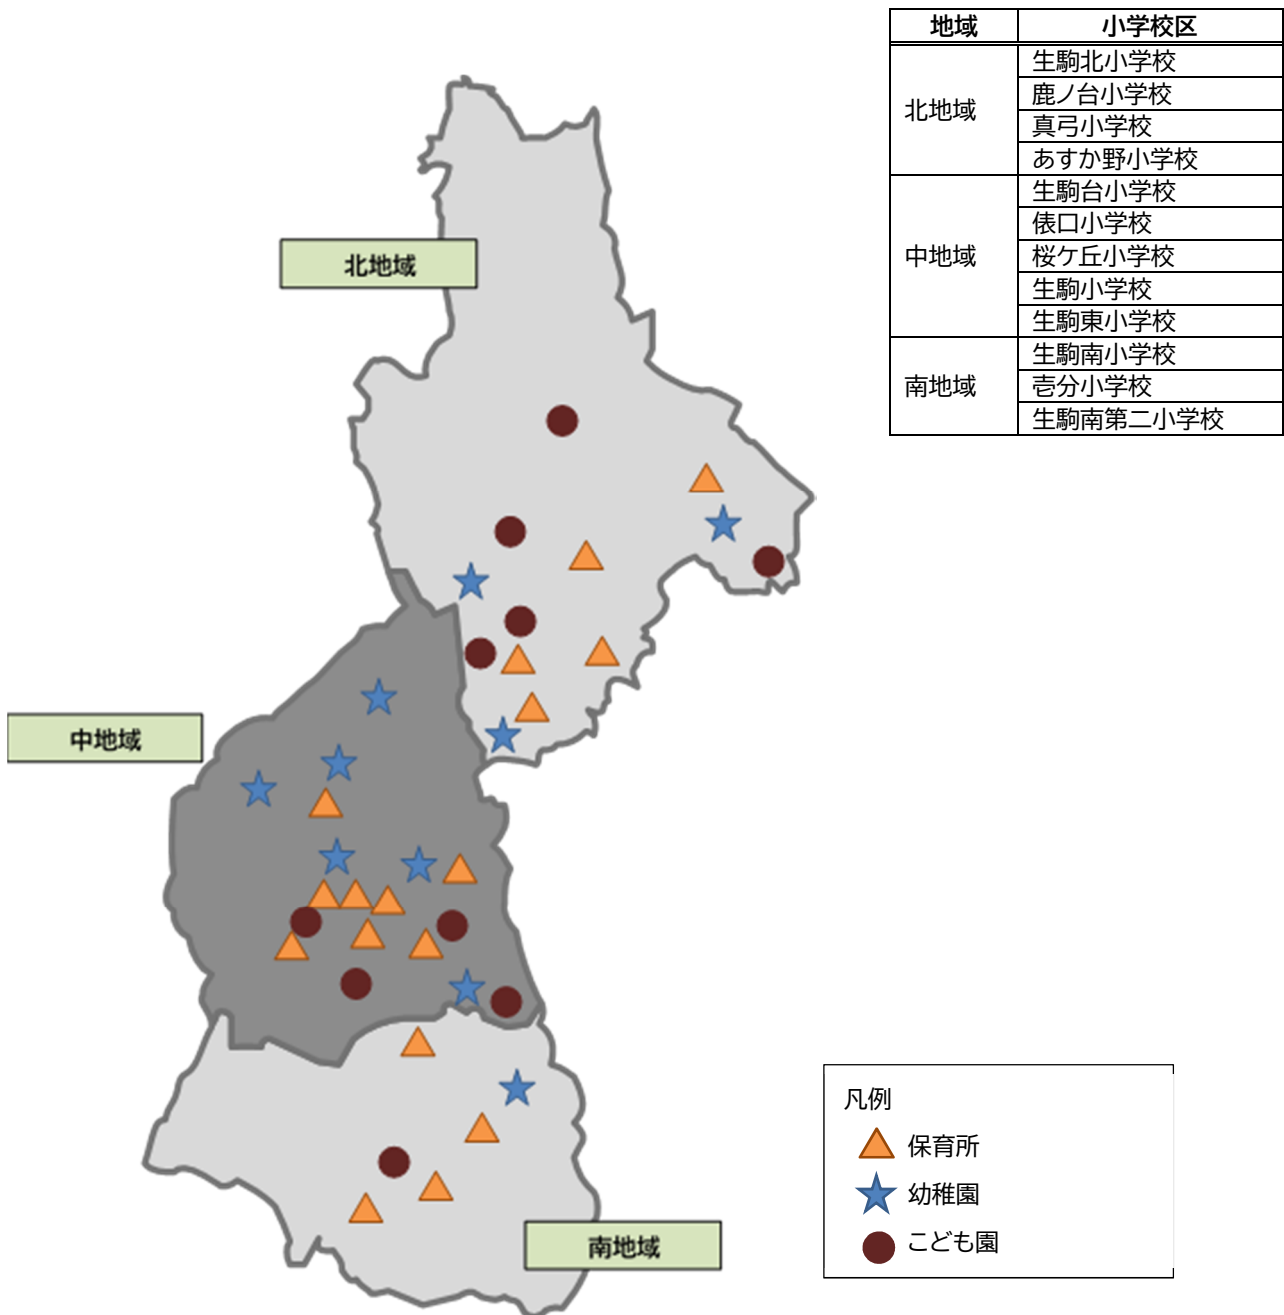 地域 小学校区
北地域
生駒北小学校
鹿ノ台小学校
真弓小学校
あすか野小学校
中地域
生駒台小学校
俵口小学校
桜ケ丘小学校
生駒小学校
生駒東小学校
南地域
生駒南小学校
壱分小学校
生駒南第二小学校
北地域
中地域
南地域
凡例
保育所
幼稚園
こども園